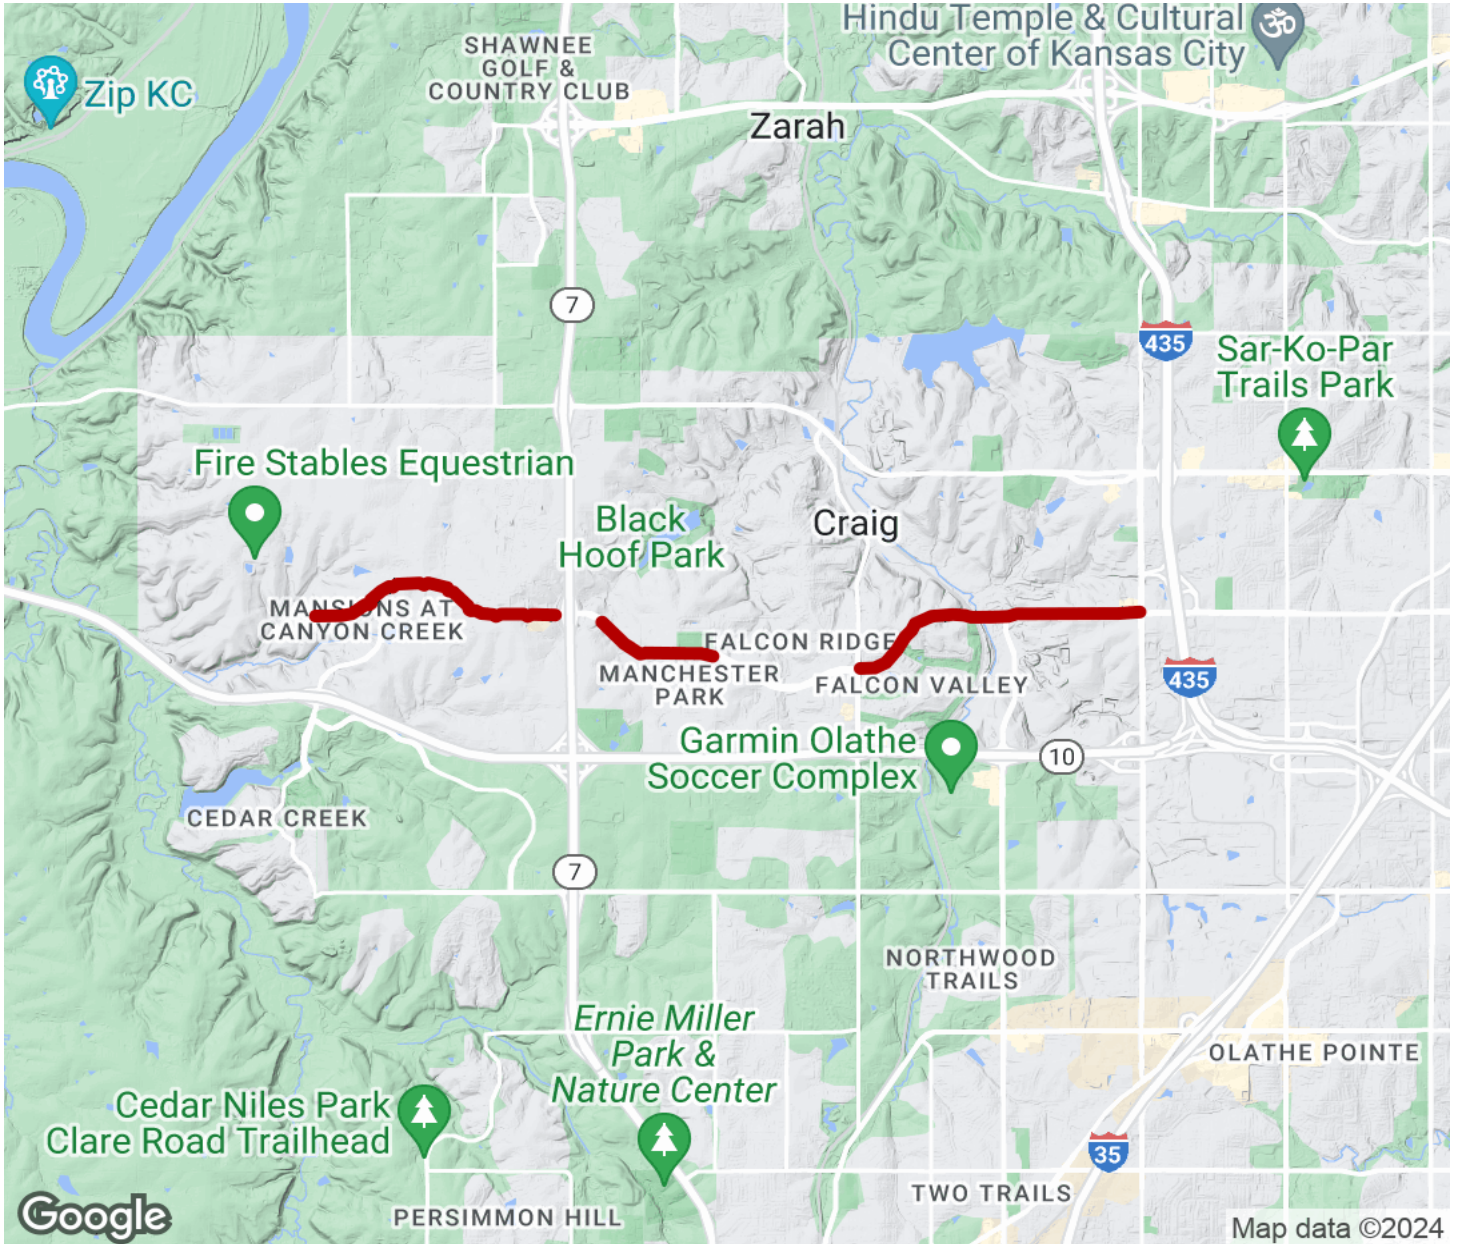 Hindu Temple & Cultural
Center of Kansas City
SHAWNEE
GOLF &
COUNTRY CLUB
Zip KC
Zarah
7
435
Sar-Ko-Par
Trails Park
Fire Stables Equestrian
Black
Hoof Park
Craig
MANSIONS AT
CANYON CREEK
FALCON RIDGE
MANCHESTER
PARK
FALCON VALLEY
435
Garmin Olathe
Soccer Complex
10
CEDAR CREEK
7
NORTHWOOD
TRAILS
Ernie Miller
Park &
Nature Center
OLATHE POINTE
Cedar Niles Park
Clare Road Trailhead
35
TWO TRAILS
PERSIMMON HILL
Google
Map data ©2024